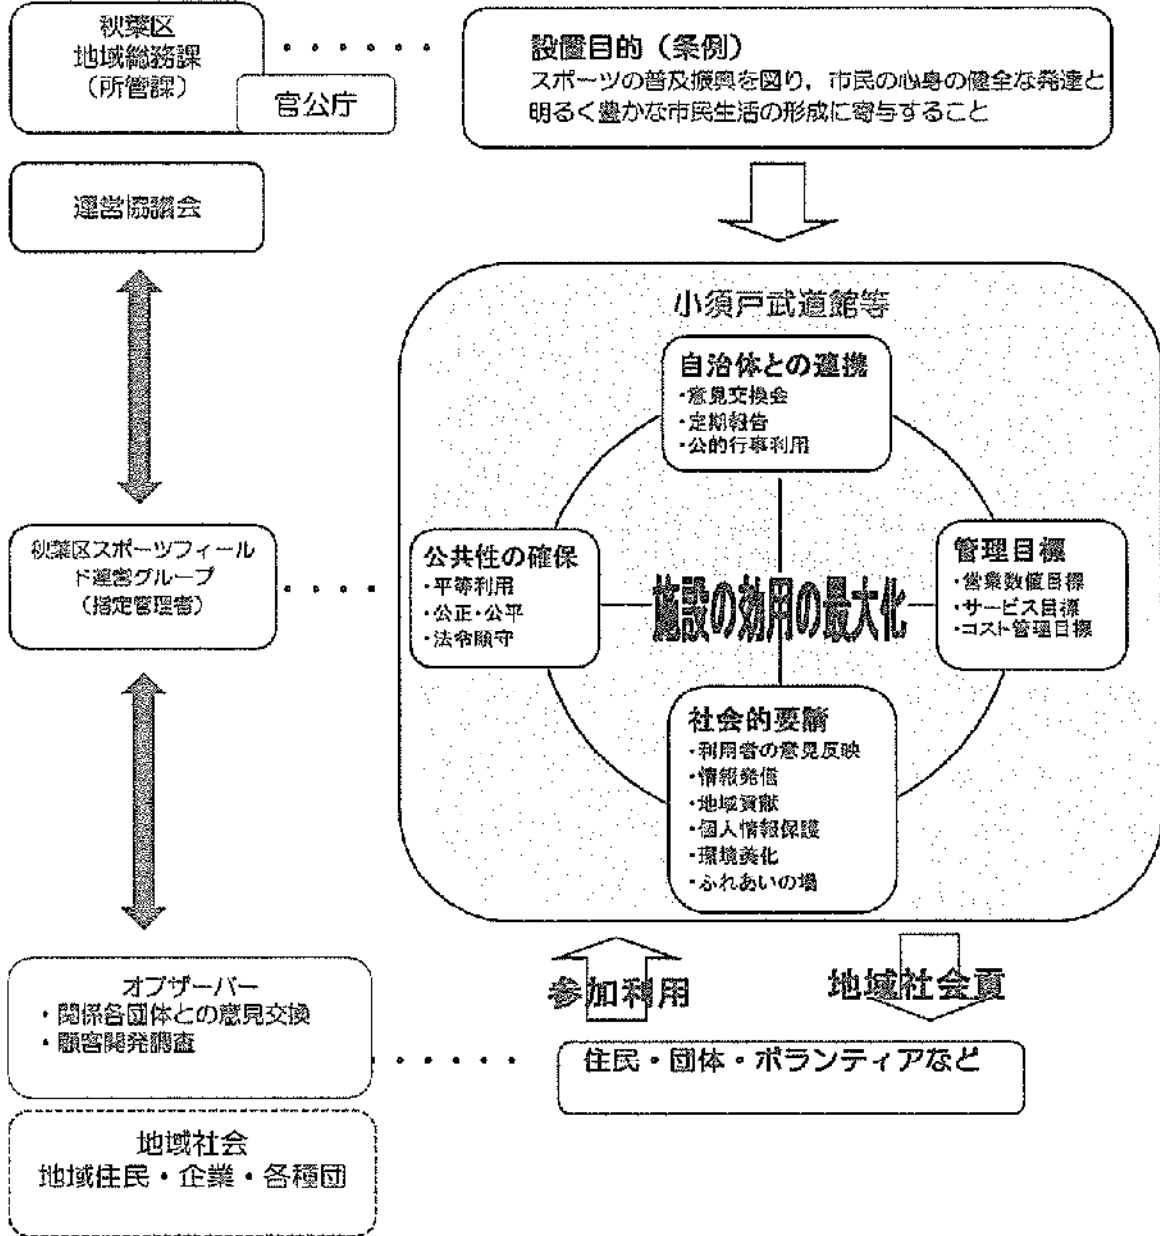 秋葉区
地域総務課
(所管課)
官公庁
設置目的（条例）
スポーツの普及振興を図り，市民の心身の健全な発達と
明るく豊かな市民生活の形成に寄与すること
運営協議会
小須戸武道館等
自治体との連携
・意見交換会
・定期報告
・公的行事利用
秋葉区スポーツフィール
ド運営グループ
（指定管理者）
公共性の確保
・平等利用
・公正・公平
・法令順守
施設の効用の最大化
管理目標
・営業数値目標
・サービス目標
・コスト管理目標
社会的要請
・利用者の意見反映
・情報発信
・地域貢献
・個人情報保護
・環境美化
・ふれあいの場
参加利用
地域社会貢
オブザーバー
・関係各団体との意見交換
・顧客開発調査
住民・団体・ボランティアなど
地域社会
地域住民・企業・各種団